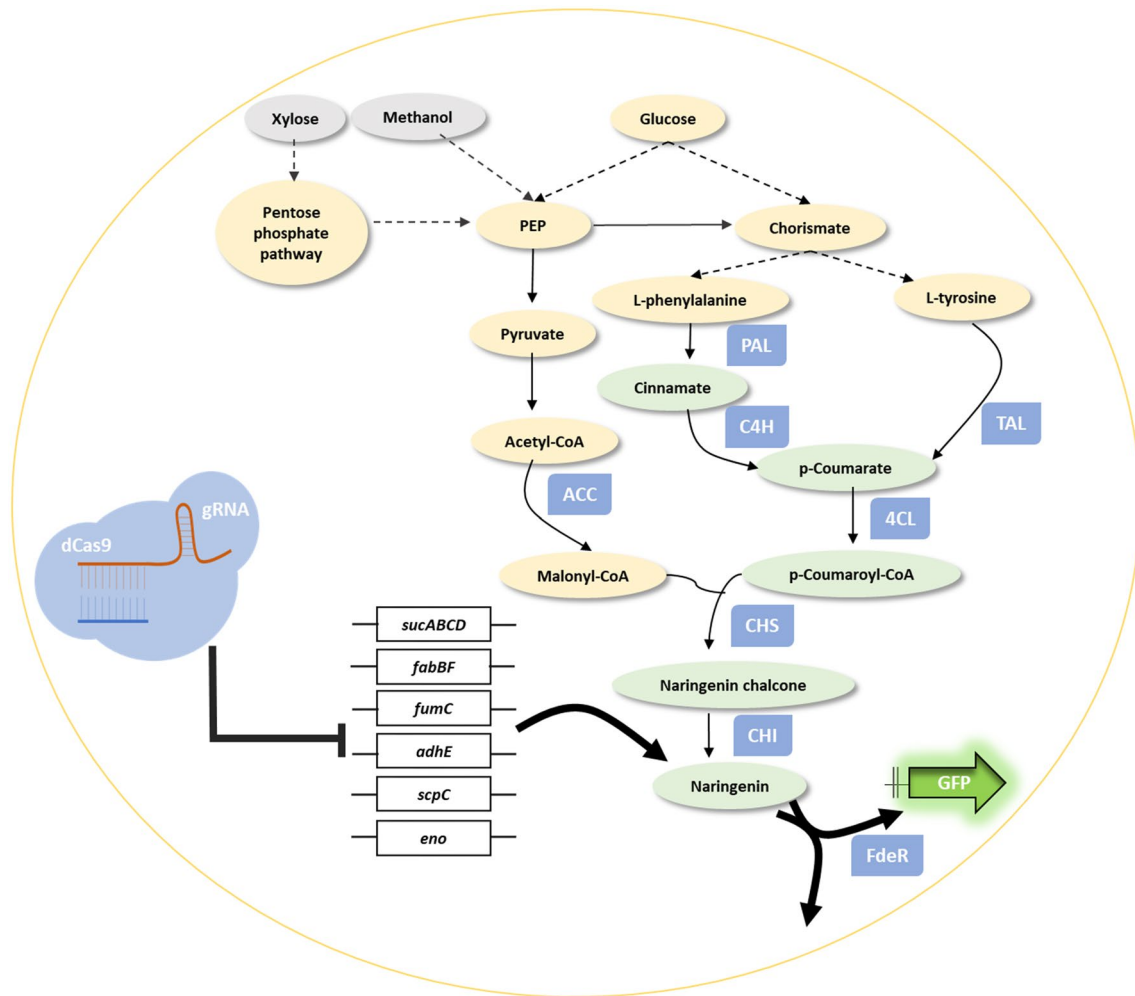 Xylose
Methanol
Glucose
Pentose
phosphate
pathway
PEP
Chorismate
L-phenylalanine
L-tyrosine
Pyruvate
PAL
Cinnamate
C4H
TAL
Acetyl-CoA
p-Coumarate
ACC
4CL
gRNA
dCas9
Malonyl-CoA
p-Coumaroyl-CoA
sucABCD
CHS
fabBF
Naringenin chalcone
fumC
CHI
adhE
Naringenin
GFP
scpC
eno
FdeR